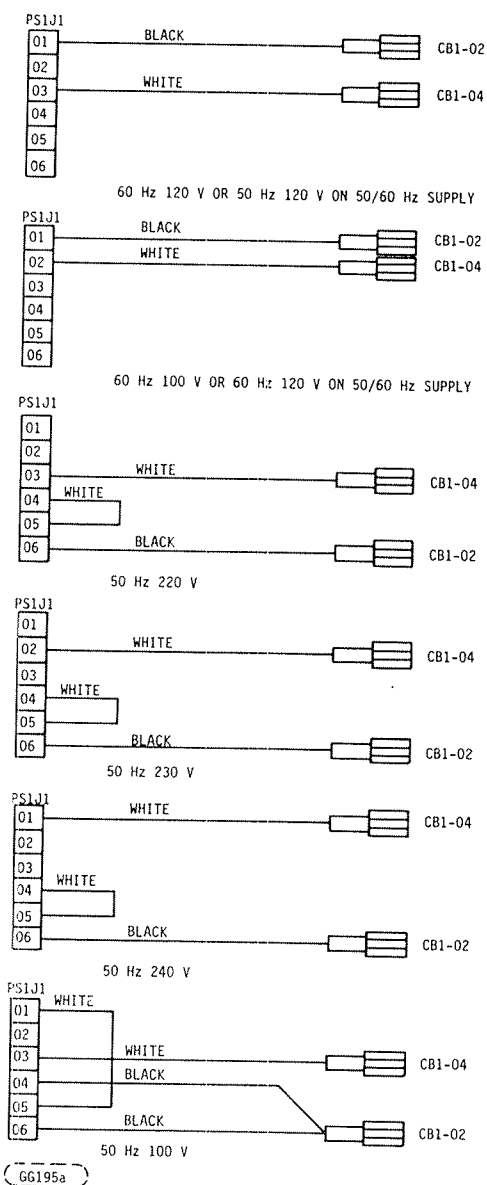 PS1J1
01 BLACK CB1-02
02
03 WHITE CB1-04
04
05
06
60 Hz 120 V OR 50 Hz 120 V ON 50/60 Hz SUPPLY
PS1J1
01 BLACK CB1-02
02 WHITE CB1-04
03
04
05
06
60 Hz 100 V OR 60 Hz 120 V ON 50/60 Hz SUPPLY
PS1J1
01
02
03 WHITE CB1-04
04 WHITE
05
06 BLACK CB1-02
50 Hz 220 V
PS1J1
01
02 WHITE CB1-04
03
04 WHITE
05
06 BLACK CB1-02
50 Hz 230 V
PS1J1
01 WHITE CB1-04
02
03
04 WHITE
05
06 BLACK CB1-02
50 Hz 240 V
PS1J1
01 WHITE
02
03 WHITE CB1-04
04 BLACK
05
06 BLACK CB1-02
50 Hz 100 V
GG195a